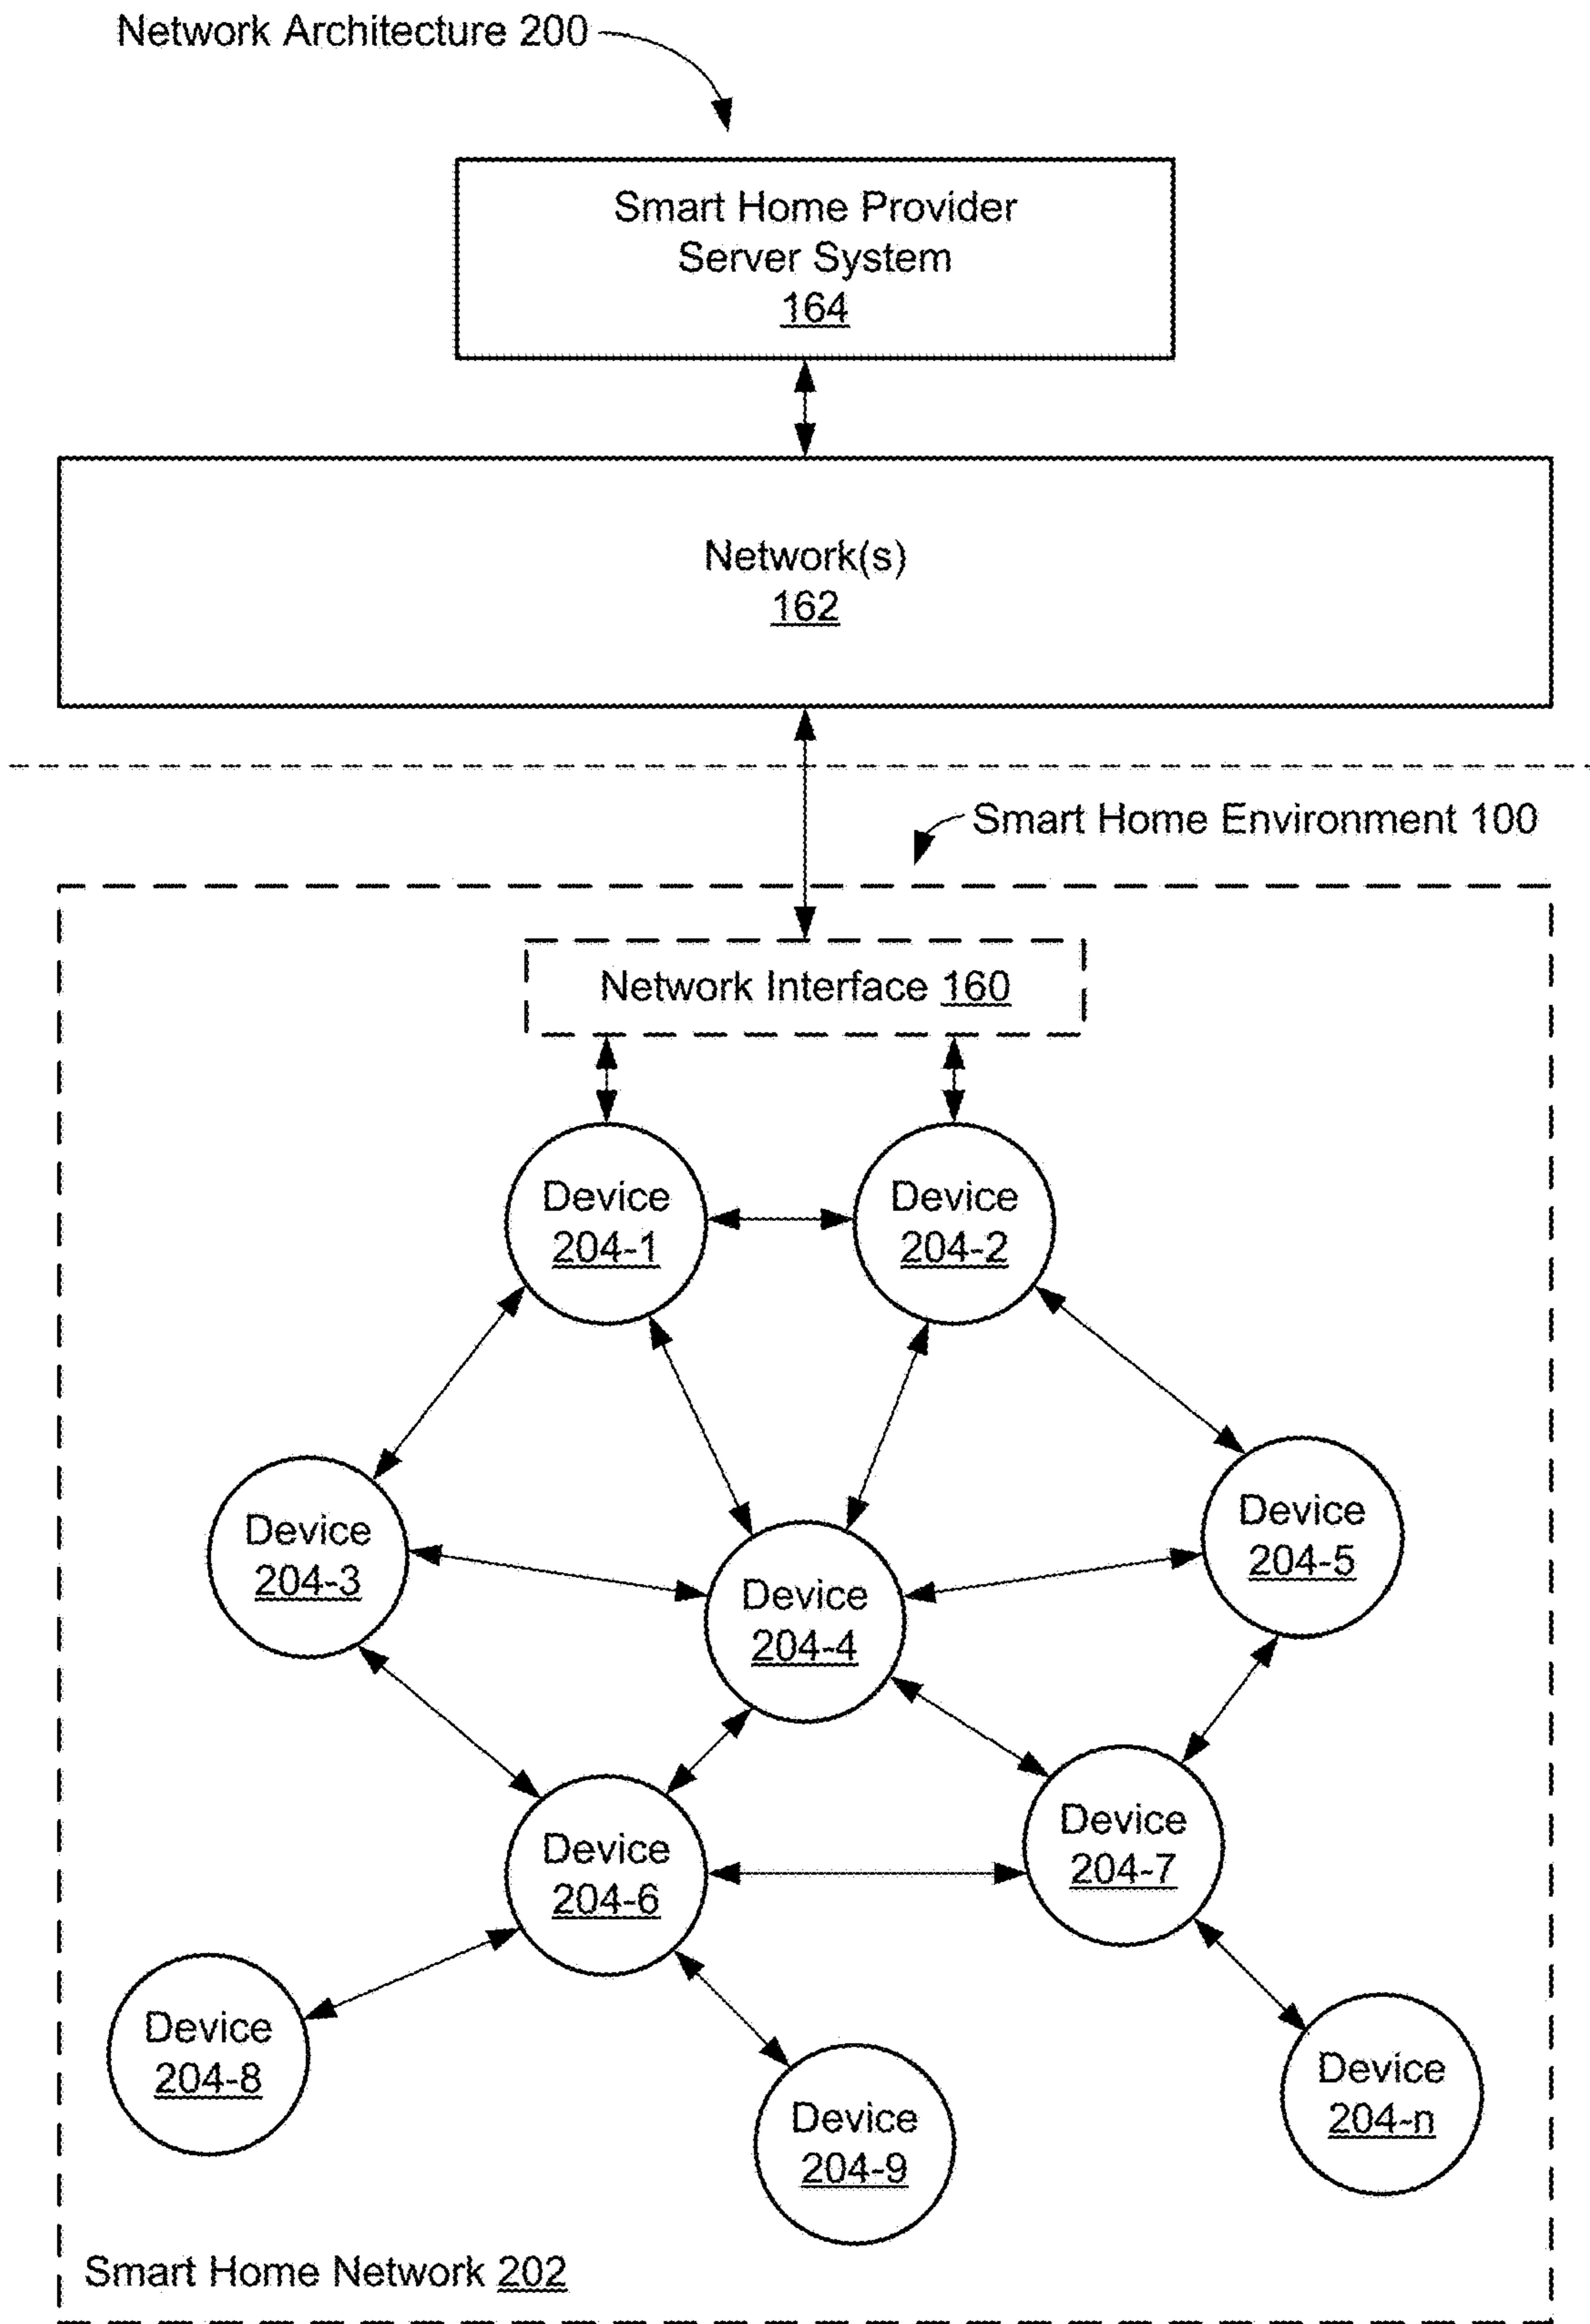 Network Architecture 200
Smart Home Provider
Server System
164
Network(s)
162
Smart Home Environment 100
Network Interface 160
Device
204-1
Device
204-2
Device
204-3
Device
204-4
Device
204-5
Device
204-6
Device
204-7
Device
204-8
Device
204-9
Device
204-n
Smart Home Network 202